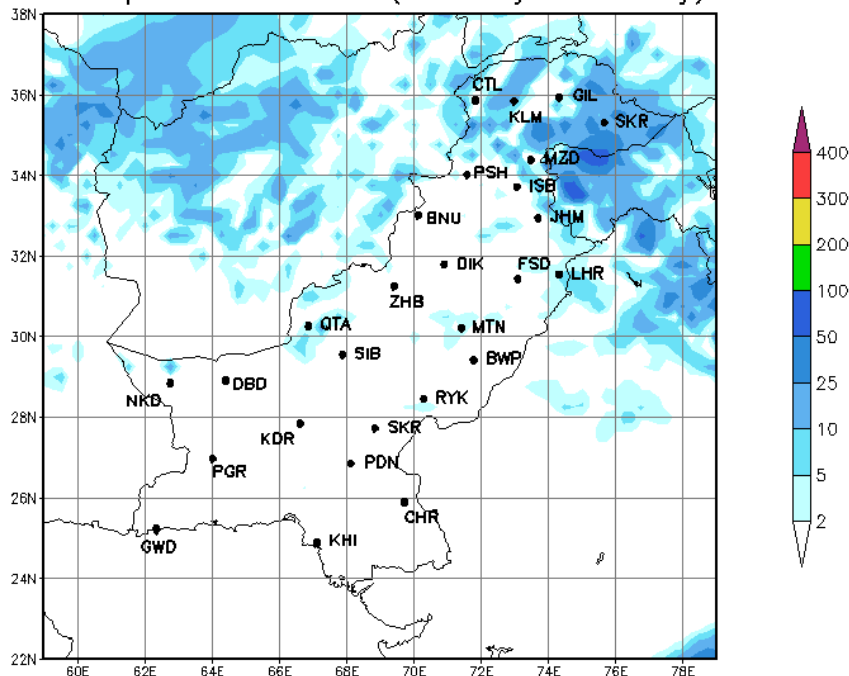 38N
36N
34N
32N
30N
28N
26N
24N
22N
60E 62E 64E 66E 68E 70E 72E 74E 76E 78E
CTL
KLM
GIL
SKR
MZD
PSH
ISB
BNU
JHM
DIK
FSD
LHR
ZHB
QTA
MTN
SIB
BWP
NKD
DBD
RYK
KDR
SKR
PGR
PDN
CHR
GWD
KHI
400
300
200
100
50
25
10
5
2